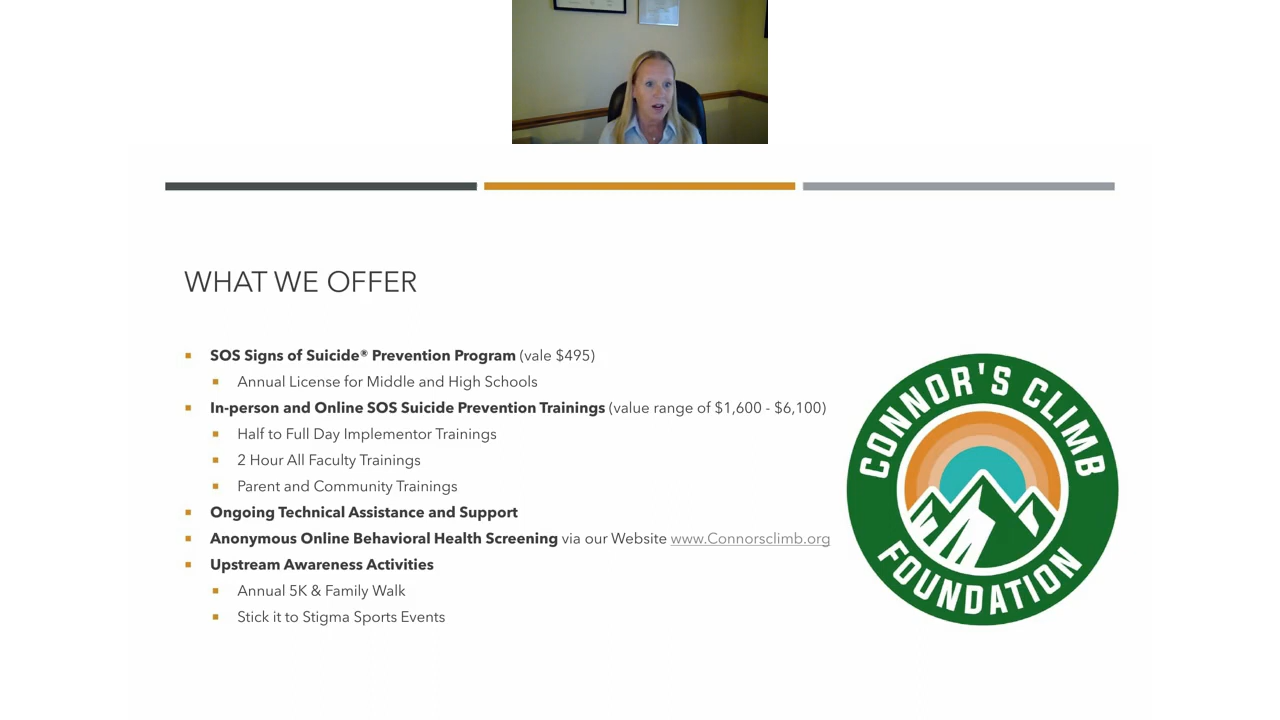 WHAT WE OFFER
SOS Signs of Suicide® Prevention Program (vale $495)
Annual License for Middle and High Schools
In-person and Online SOS Suicide Prevention Trainings (value range of $1,600 - $6,100)
Half to Full Day Implementor Trainings
2 Hour All Faculty Trainings
Parent and Community Trainings
Ongoing Technical Assistance and Support
Anonymous Online Behavioral Health Screening via our Website www.Connorsclimb.org
Upstream Awareness Activities
Annual 5K & Family Walk
Stick it to Stigma Sports Events
CONNOR'S CLIMB
FOUNDATION